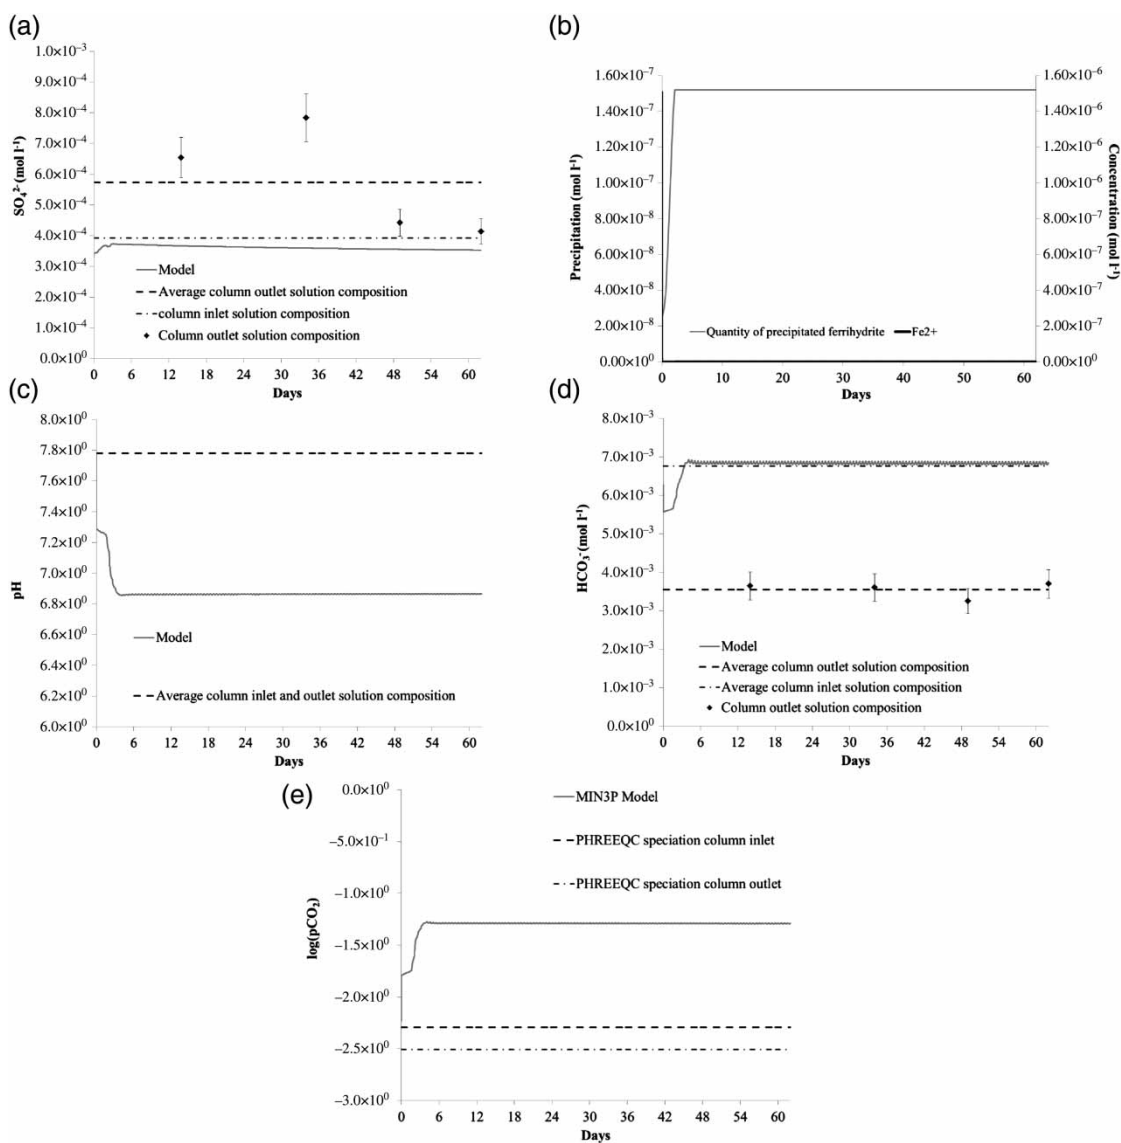 (a)
1.0×10⁻³
9.0×10⁻⁴
8.0×10⁻⁴
7.0×10⁻⁴
6.0×10⁻⁴
5.0×10⁻⁴
4.0×10⁻⁴
3.0×10⁻⁴
2.0×10⁻⁴
1.0×10⁻⁴
0.0×10⁰
SO₄²⁻ (mol l⁻¹)
Model
Average column outlet solution composition
column inlet solution composition
Column outlet solution composition
0 6 12 18 24 30 36 42 48 54 60
Days
(b)
1.60×10⁻⁷
1.40×10⁻⁷
1.20×10⁻⁷
1.00×10⁻⁷
8.00×10⁻⁸
6.00×10⁻⁸
4.00×10⁻⁸
2.00×10⁻⁸
0.00×10⁰
Precipitation (mol l⁻¹)
1.60×10⁻⁶
1.40×10⁻⁶
1.20×10⁻⁶
1.00×10⁻⁶
8.00×10⁻⁷
6.00×10⁻⁷
4.00×10⁻⁷
2.00×10⁻⁷
0.00×10⁰
Concentration (mol l⁻¹)
Quantity of precipitated ferrihydrite Fe2+
0 10 20 30 40 50 60
Days
(c)
8.0×10⁰
7.8×10⁰
7.6×10⁰
7.4×10⁰
7.2×10⁰
7.0×10⁰
6.8×10⁰
6.6×10⁰
6.4×10⁰
6.2×10⁰
6.0×10⁰
pH
Model
Average column inlet and outlet solution composition
0 6 12 18 24 30 36 42 48 54 60
Days
(d)
8.0×10⁻³
7.0×10⁻³
6.0×10⁻³
5.0×10⁻³
4.0×10⁻³
3.0×10⁻³
2.0×10⁻³
1.0×10⁻³
0.0×10⁰
HCO₃⁻ (mol l⁻¹)
Model
Average column outlet solution composition
Average column inlet solution composition
Column outlet solution composition
0 6 12 18 24 30 36 42 48 54 60
Days
(e)
0.0×10⁰
−5.0×10⁻¹
−1.0×10⁰
−1.5×10⁰
−2.0×10⁰
−2.5×10⁰
−3.0×10⁰
log(pCO₂)
MIN3P Model
PHREEQC speciation column inlet
PHREEQC speciation column outlet
0 6 12 18 24 30 36 42 48 54 60
Days